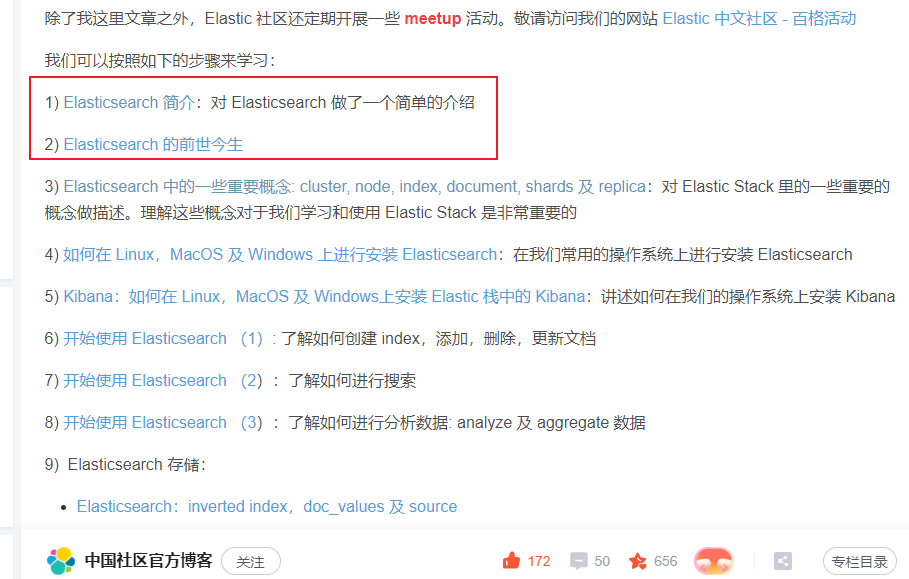 除了我这里文章之外，Elastic 社区还定期开展一些 meetup 活动。敬请访问我们的网站 Elastic 中文社区 - 百格活动
我们可以按照如下的步骤来学习：
1) Elasticsearch 简介：对 Elasticsearch 做了一个简单的介绍
2) Elasticsearch 的前世今生
3) Elasticsearch 中的一些重要概念: cluster, node, index, document, shards 及 replica：对 Elastic Stack 里的一些重要的
概念做描述。理解这些概念对于我们学习和使用 Elastic Stack 是非常重要的
4) 如何在 Linux，MacOS 及 Windows 上进行安装 Elasticsearch：在我们常用的操作系统上进行安装 Elasticsearch
5) Kibana：如何在 Linux，MacOS 及 Windows上安装 Elastic 栈中的 Kibana：讲述如何在我们的操作系统上安装 Kibana
6) 开始使用 Elasticsearch （1）: 了解如何创建 index，添加，删除，更新文档
7) 开始使用 Elasticsearch （2）：了解如何进行搜索
8) 开始使用 Elasticsearch （3）：了解如何进行分析数据: analyze 及 aggregate 数据
9) Elasticsearch 存储：
• Elasticsearch：inverted index，doc_values 及 source
中国社区官方博客 关注 172 50 656 专栏目录